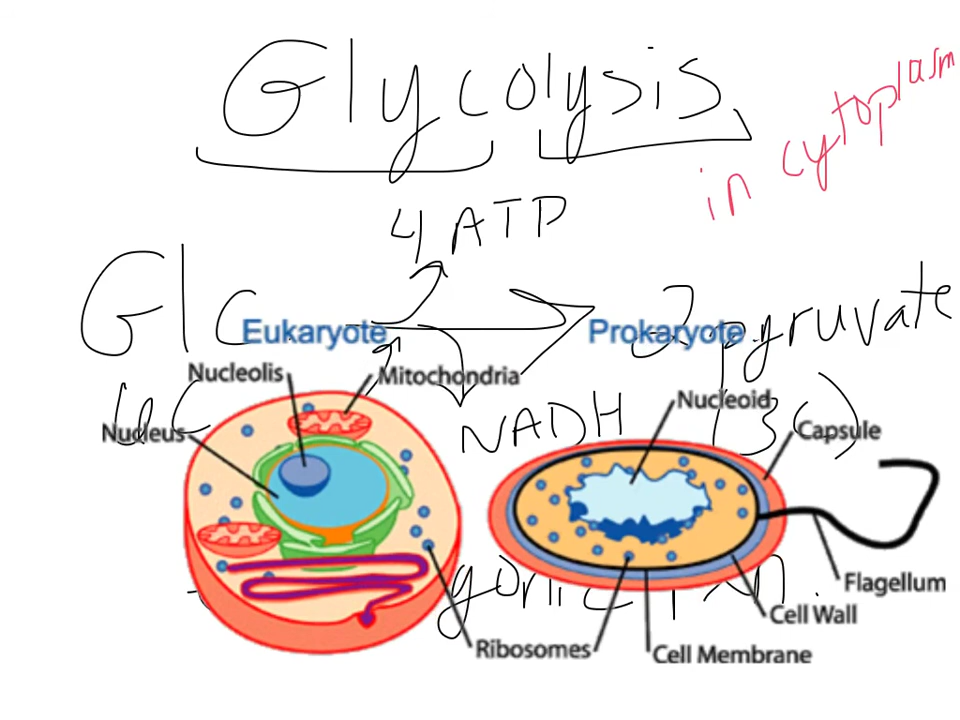 Glycolysis
in cytoplasm
4 ATP
Glc 2 pyruvate
Eukaryote Prokaryote
Nucleolis Mitochondria
Nucleoid
NADH (3C)
Nucleus Capsule
Flagellum
Cell Wall
Ribosomes Cell Membrane